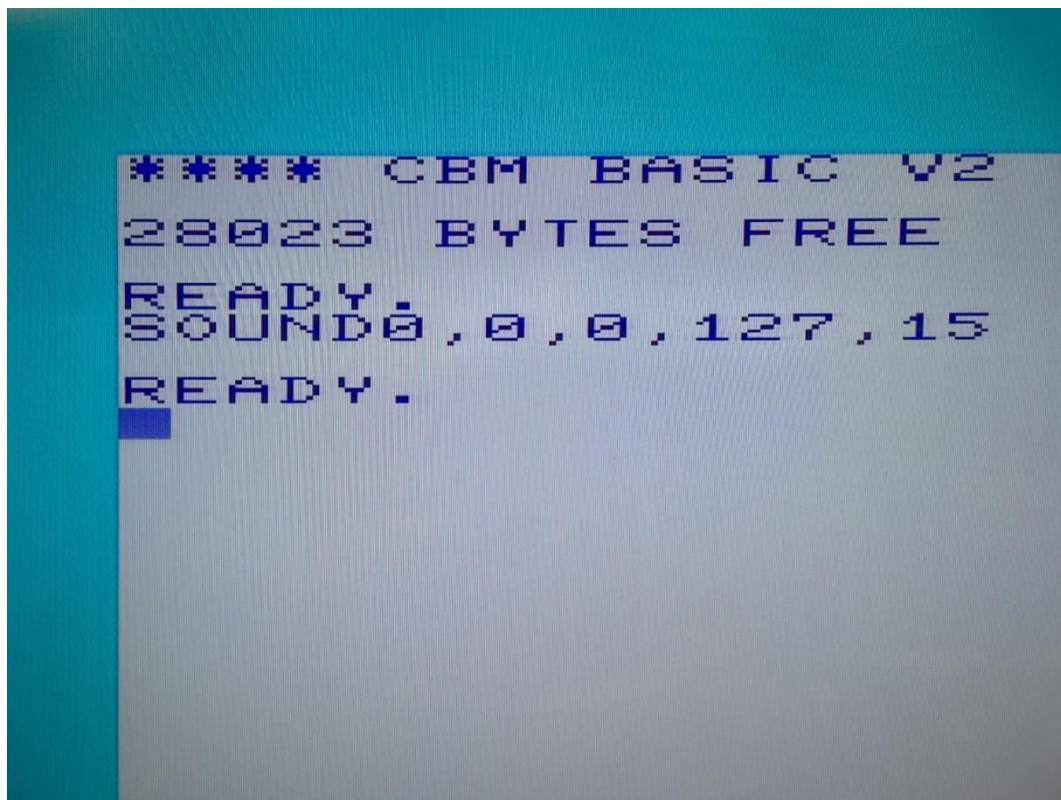 **** CBM BASIC V2
28023 BYTES FREE
READY.
SOUND0,0,0,127,15
READY.